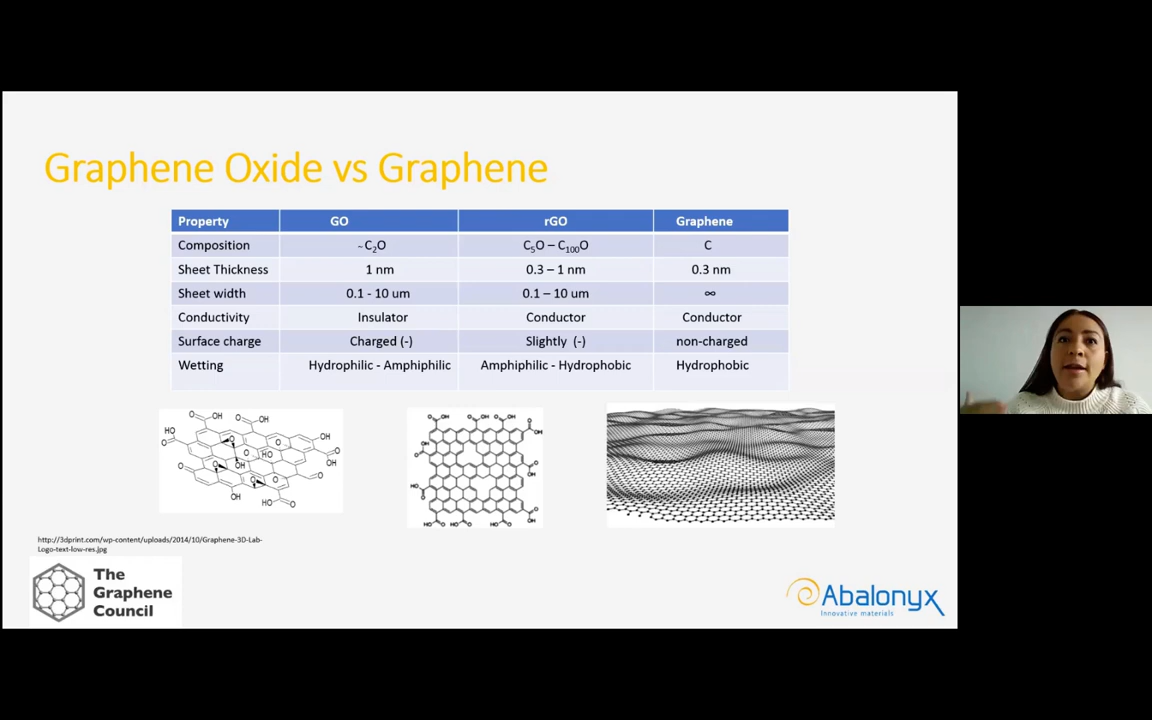 Graphene Oxide vs Graphene
Property GO rGO Graphene
Composition ~C₂O C₅O – C₁₀₀O C
Sheet Thickness 1 nm 0.3 – 1 nm 0.3 nm
Sheet width 0.1 - 10 um 0.1 – 10 um ∞
Conductivity Insulator Conductor Conductor
Surface charge Charged (-) Slightly (-) non-charged
Wetting Hydrophilic - Amphiphilic Amphiphilic - Hydrophobic Hydrophobic
http://3dprint.com/wp-content/uploads/2014/10/Graphene-3D-Lab-
Logo-text-low-res.jpg
The
Graphene
Council
Abalonyx
Innovative materials